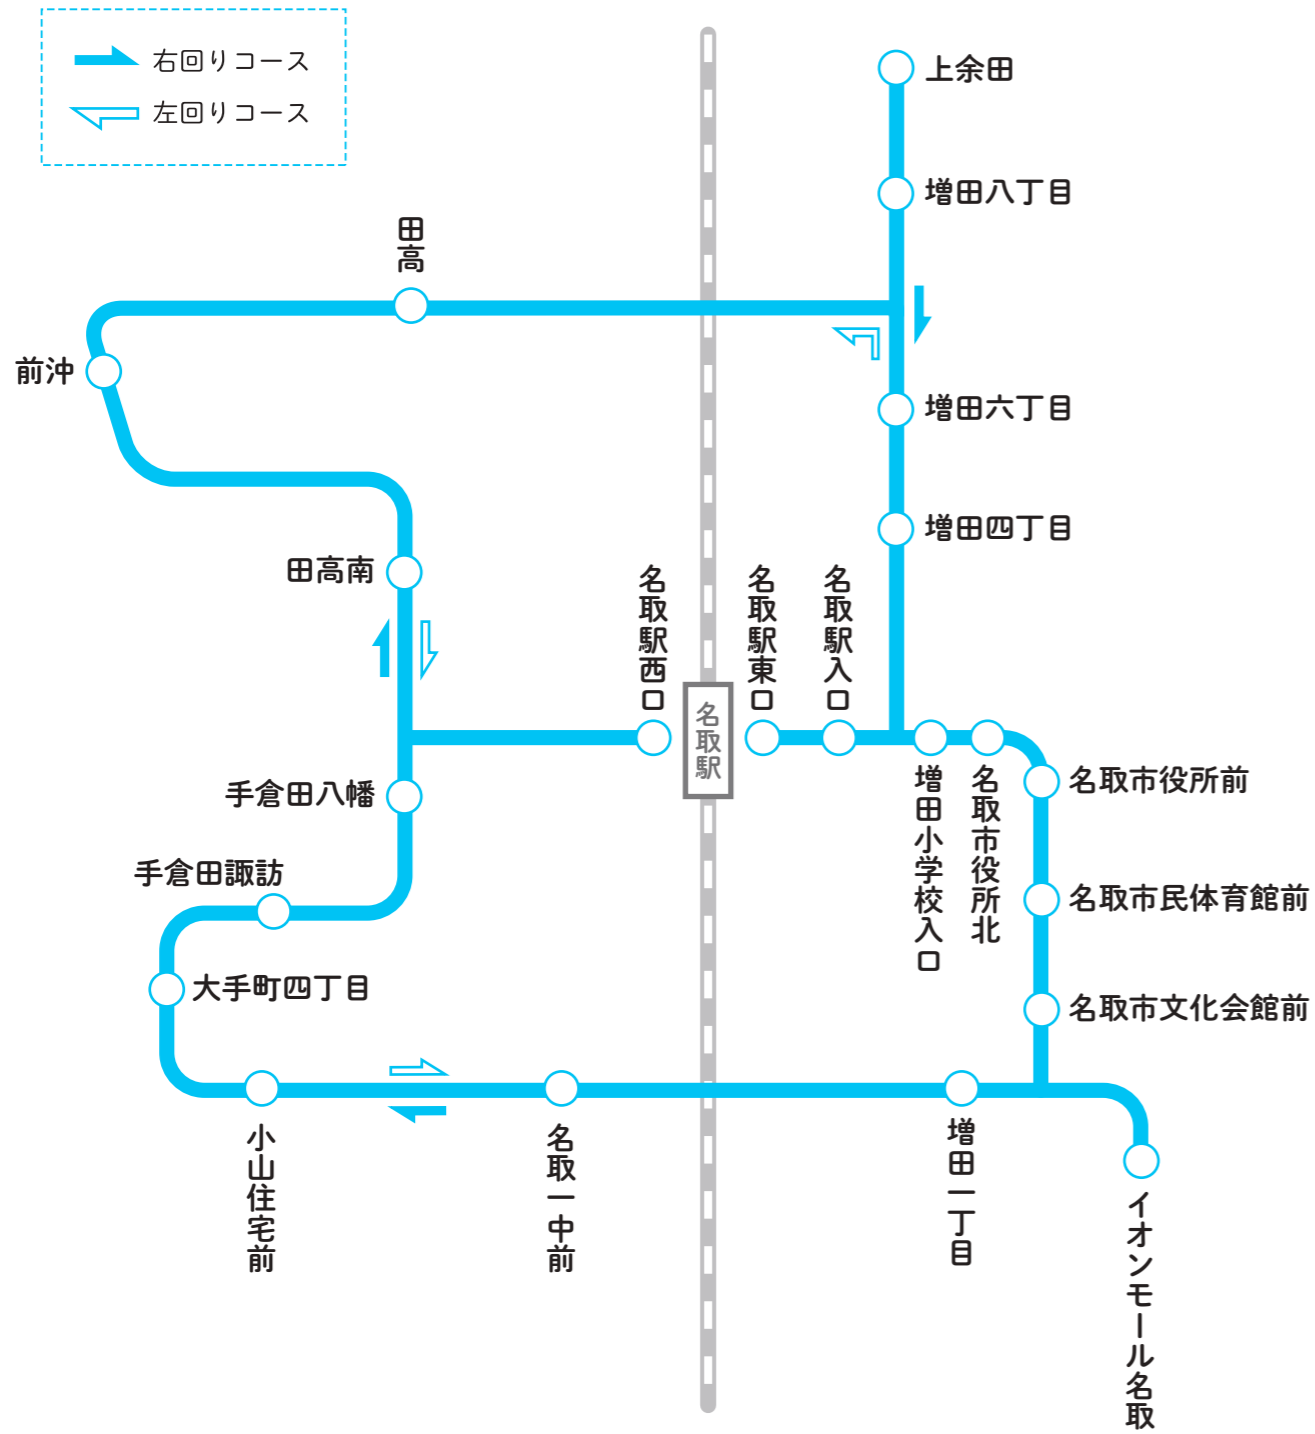 右回りコース
左回りコース
上余田
増田八丁目
田高
前沖
増田六丁目
増田四丁目
田高南
名取駅西口
名取駅東口
名取駅入口
名取駅
手倉田八幡
増田小学校入口
名取市役所北
名取市役所前
手倉田諏訪
名取市民体育館前
大手町四丁目
名取市文化会館前
小山住宅前
名取一中前
増田一丁目
イオンモール名取